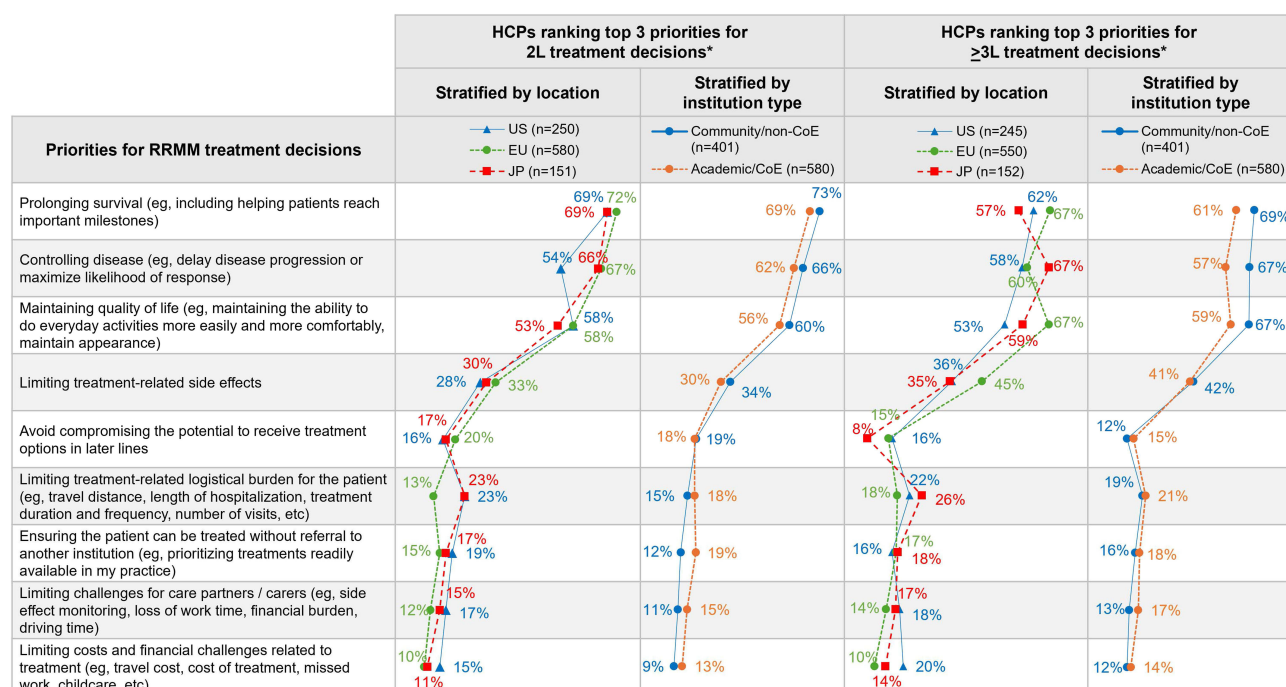 HCPs ranking top 3 priorities for
2L treatment decisions*
HCPs ranking top 3 priorities for
≥3L treatment decisions*
Stratified by location
Stratified by
institution type
Stratified by location
Stratified by
institution type
Priorities for RRMM treatment decisions
US (n=250)
EU (n=580)
JP (n=151)
Community/non-CoE
(n=401)
Academic/CoE (n=580)
US (n=245)
EU (n=550)
JP (n=152)
Community/non-CoE
(n=401)
Academic/CoE (n=580)
Prolonging survival (eg, including helping patients reach
important milestones)
69% 72%
69%
73%
69%
62%
57%
67%
61%
69%
Controlling disease (eg, delay disease progression or
maximize likelihood of response)
54% 66%
67%
62% 66%
58%
60%
67%
57%
67%
Maintaining quality of life (eg, maintaining the ability to
do everyday activities more easily and more comfortably,
maintain appearance)
53%
58%
58%
56%
60%
53%
59%
67%
59%
67%
Limiting treatment-related side effects
30%
28%
33%
30%
34%
36%
35%
45%
41%
42%
Avoid compromising the potential to receive treatment
options in later lines
17%
16% 20%
18% 19%
15%
8%
16%
12%
15%
Limiting treatment-related logistical burden for the patient
(eg, travel distance, length of hospitalization, treatment
duration and frequency, number of visits, etc)
13%
23%
23%
15% 18%
22%
18%
26%
19%
21%
Ensuring the patient can be treated without referral to
another institution (eg, prioritizing treatments readily
available in my practice)
17%
15% 19%
12% 19%
17%
16%
18%
16% 18%
Limiting challenges for care partners / carers (eg, side
effect monitoring, loss of work time, financial burden,
driving time)
15%
12% 17%
11% 15%
17%
14%
18%
13% 17%
Limiting costs and financial challenges related to
treatment (eg, travel cost, cost of treatment, missed
work, childcare, etc)
10%
15%
11%
9% 13%
10%
20%
14%
12% 14%